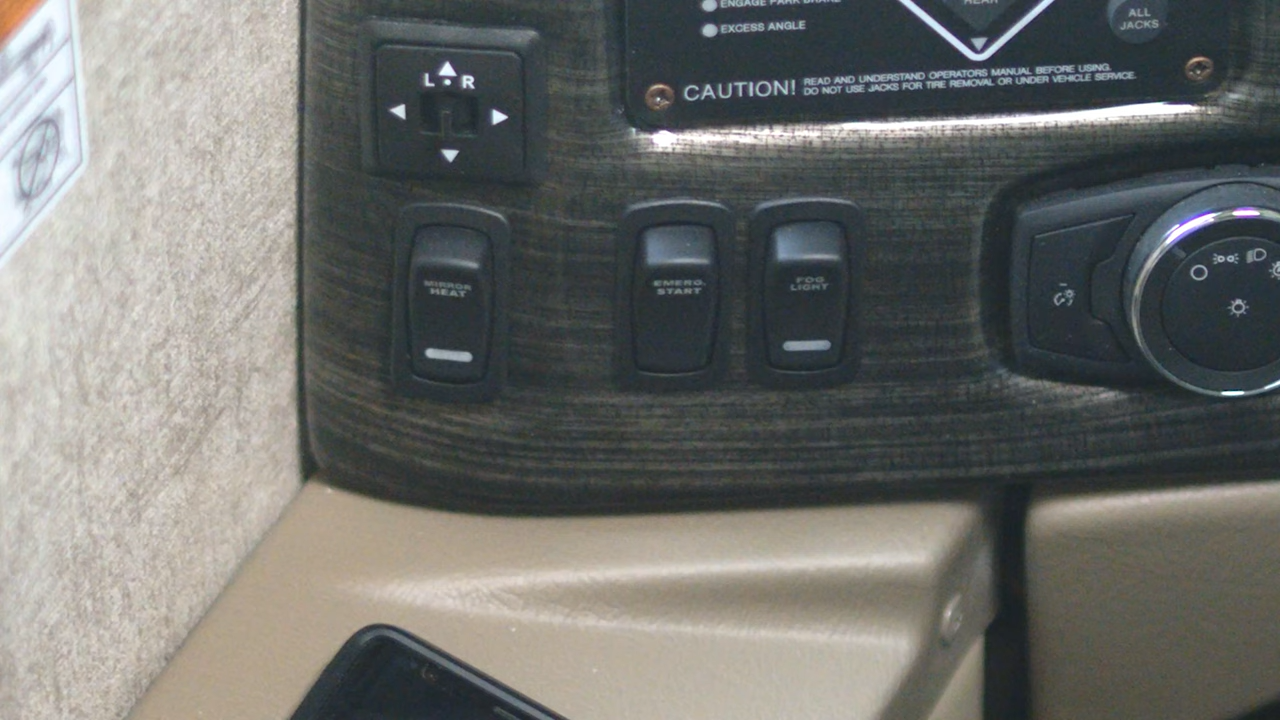 ENGAGE PARK BRAKE
EXCESS ANGLE
REAR
ALL
JACKS
CAUTION!
READ AND UNDERSTAND OPERATORS MANUAL BEFORE USING.
DO NOT USE JACKS FOR TIRE REMOVAL OR UNDER VEHICLE SERVICE.
L R
MIRROR
HEAT
EMERG.
START
FOG
LIGHT